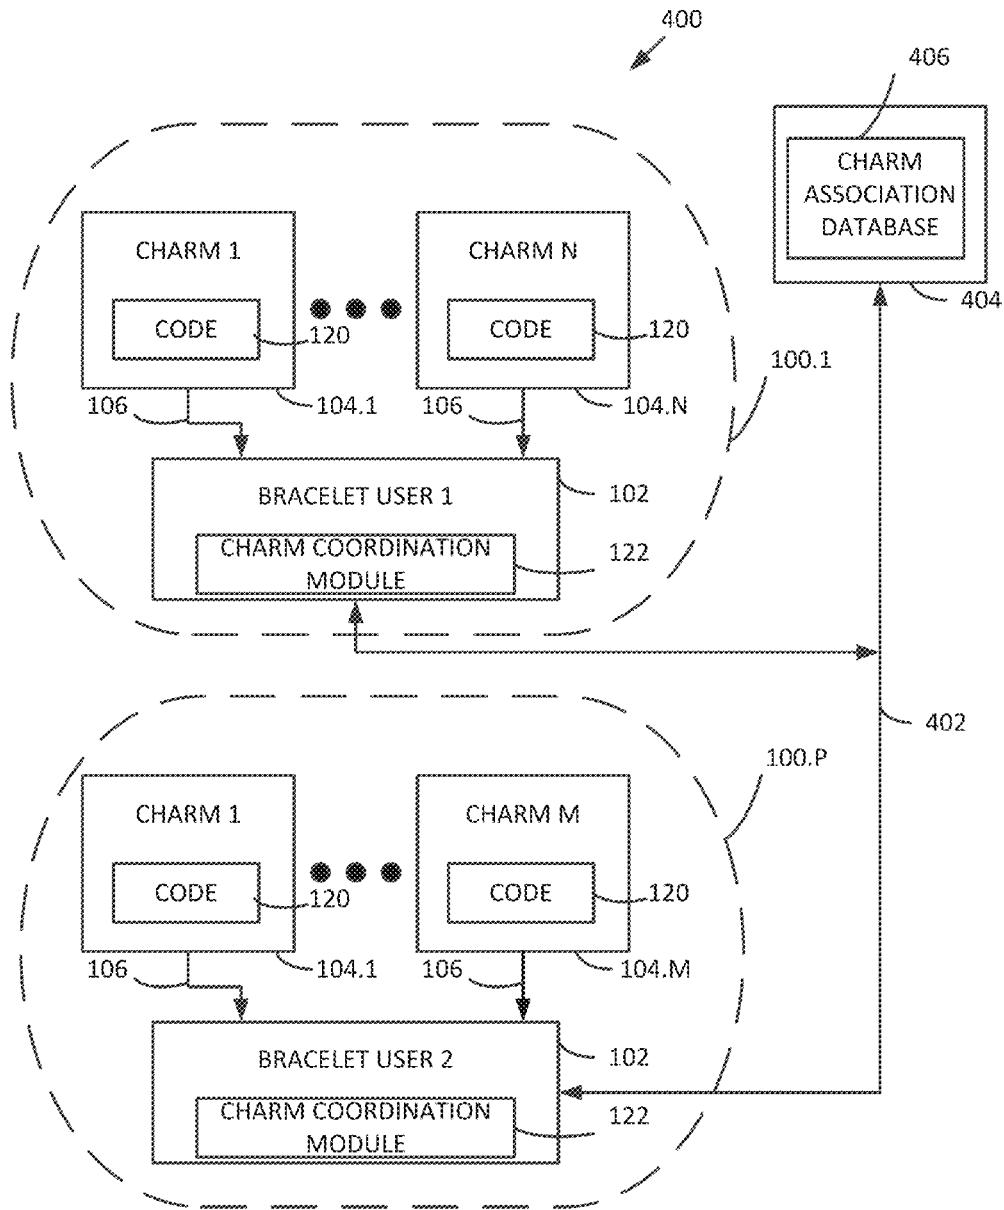 400
406
CHARM
ASSOCIATION
DATABASE
404
CHARM 1
CHARM N
CODE
120
CODE
120
100.1
106
104.1
106
104.N
BRACELET USER 1
102
CHARM COORDINATION
MODULE
122
402
100.P
CHARM 1
CHARM M
CODE
120
CODE
120
106
104.1
106
104.M
BRACELET USER 2
102
CHARM COORDINATION
MODULE
122